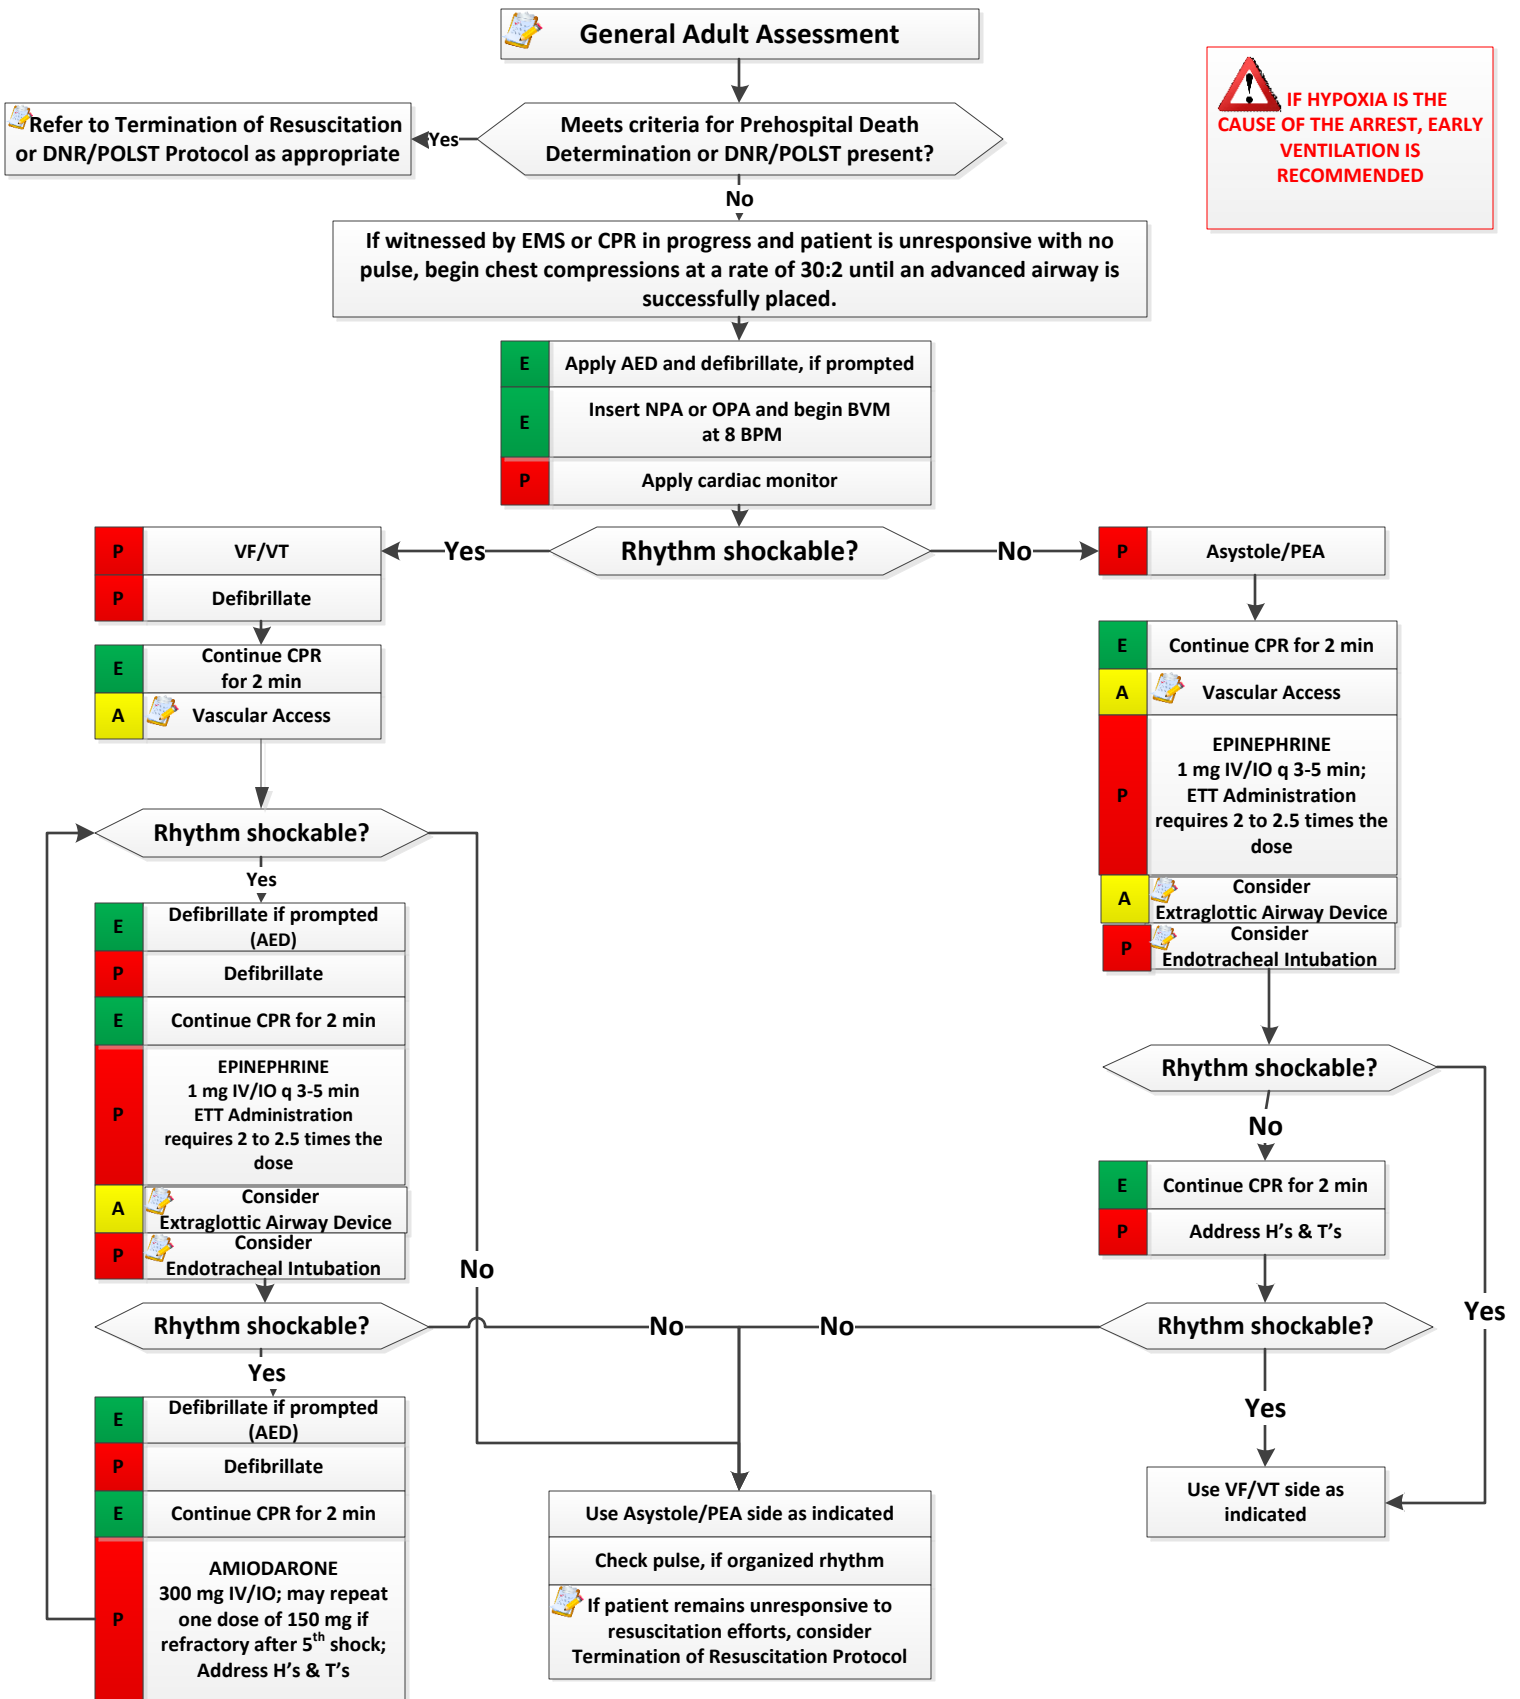 General Adult Assessment
IF HYPOXIA IS THE
CAUSE OF THE ARREST, EARLY
VENTILATION IS
RECOMMENDED
Refer to Termination of Resuscitation
or DNR/POLST Protocol as appropriate
Yes
Meets criteria for Prehospital Death
Determination or DNR/POLST present?
No
If witnessed by EMS or CPR in progress and patient is unresponsive with no
pulse, begin chest compressions at a rate of 30:2 until an advanced airway is
successfully placed.
E
Apply AED and defibrillate, if prompted
E
Insert NPA or OPA and begin BVM
at 8 BPM
P
Apply cardiac monitor
Rhythm shockable?
Yes
No
P
VF/VT
P
Defibrillate
E
Continue CPR
for 2 min
A
Vascular Access
Rhythm shockable?
Yes
No
E
Defibrillate if prompted
(AED)
P
Defibrillate
E
Continue CPR for 2 min
P
EPINEPHRINE
1 mg IV/IO q 3-5 min
ETT Administration
requires 2 to 2.5 times the
dose
A
Consider
Extraglottic Airway Device
P
Consider
Endotracheal Intubation
Rhythm shockable?
No
Yes
E
Defibrillate if prompted
(AED)
P
Defibrillate
E
Continue CPR for 2 min
P
AMIODARONE
300 mg IV/IO; may repeat
one dose of 150 mg if
refractory after 5th shock;
Address H's & T's
P
Asystole/PEA
E
Continue CPR for 2 min
A
Vascular Access
P
EPINEPHRINE
1 mg IV/IO q 3-5 min;
ETT Administration
requires 2 to 2.5 times the
dose
A
Consider
Extraglottic Airway Device
P
Consider
Endotracheal Intubation
Rhythm shockable?
No
Yes
E
Continue CPR for 2 min
P
Address H's & T's
Rhythm shockable?
No
Yes
Use VF/VT side as
indicated
Use Asystole/PEA side as indicated
Check pulse, if organized rhythm
If patient remains unresponsive to
resuscitation efforts, consider
Termination of Resuscitation Protocol